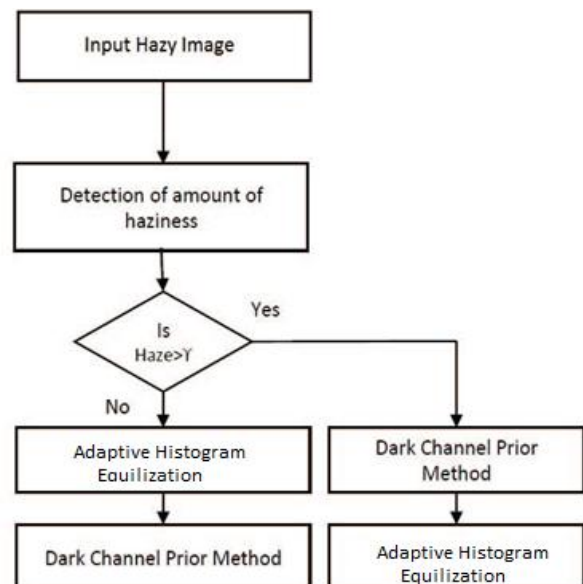 Input Hazy Image
Detection of amount of
haziness
Is
Haze>ϒ
Yes
No
Adaptive Histogram
Equilization
Dark Channel Prior
Method
Dark Channel Prior Method
Adaptive Histogram
Equilization